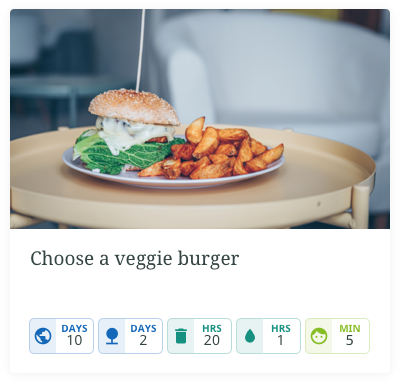 Choose a veggie burger
DAYS
10
DAYS
2
HRS
20
HRS
1
MIN
5